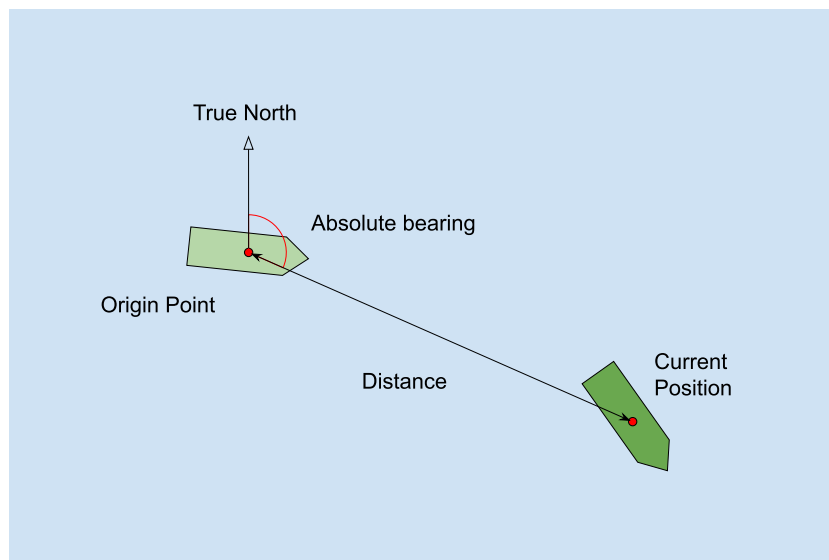 True North
Absolute bearing
Origin Point
Distance
Current
Position